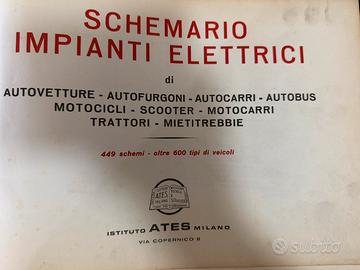 SCHEMARIO
IMPIANTI ELETTRICI
di
AUTOVETTURE - AUTOFURGONI - AUTOCARRI - AUTOBUS
MOTOCICLI - SCOOTER - MOTOCARRI
TRATTORI - MIETITREBBIE
449 schemi - oltre 600 tipi di veicoli
ATES
ISTITUTO ATES MILANO
VIA COPERNICO 8
subito